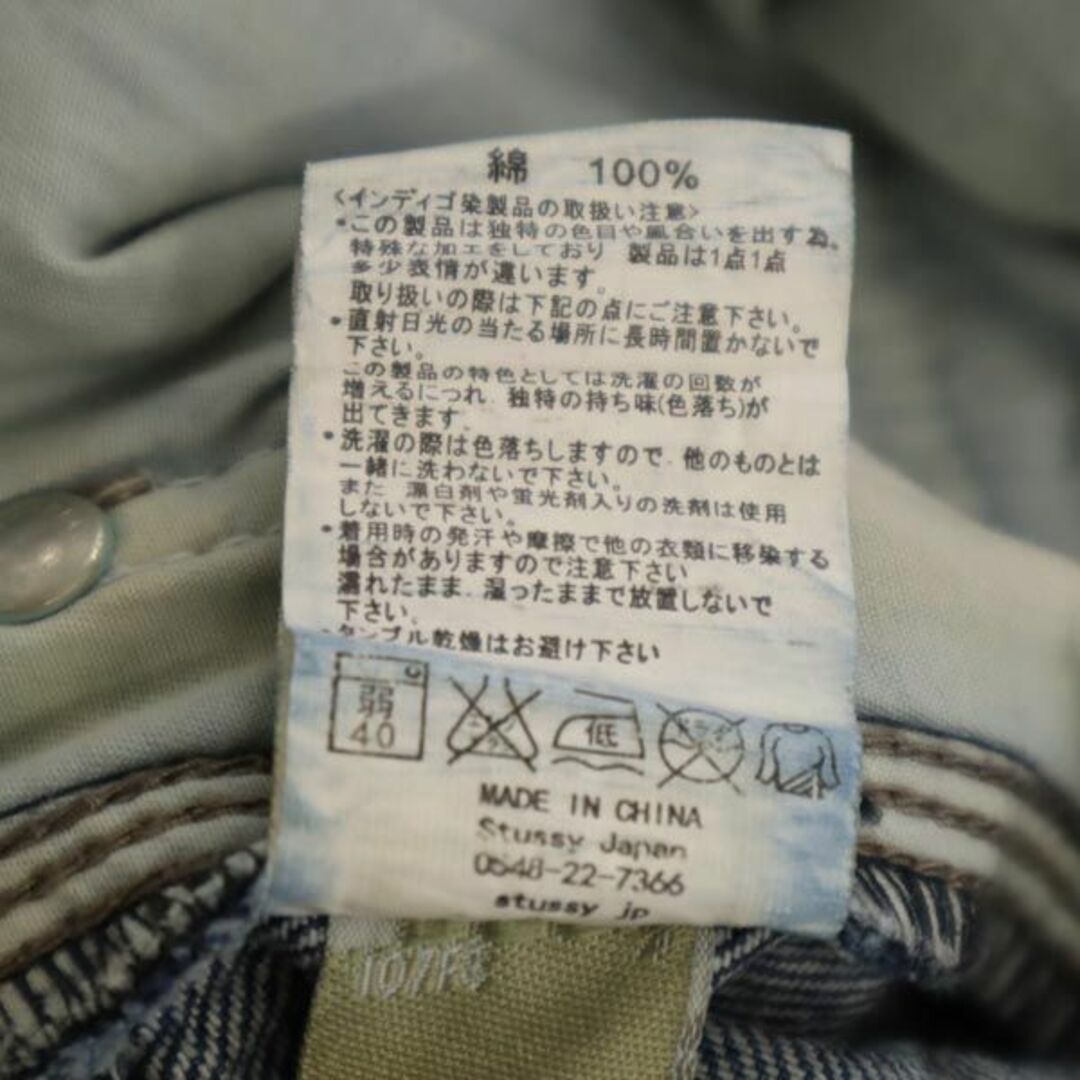 綿 100%
<インディゴ染製品の取扱い注意>
•この製品は独特の色目や風合いを出す為、
特殊な加工をしており 製品は1点1点
多少表情が違います。
取り扱いの際は下記の点にご注意下さい。
•直射日光の当たる場所に長時間置かないで
下さい。
この製品の特色としては洗濯の回数が
増えるにつれ、独特の持ち味(色落ち)が
出てきます。
•洗濯の際は色落ちしますので、他のものとは
一緒に洗わないで下さい。
また 漂白剤や蛍光剤入りの洗剤は使用
しないで下さい。
•着用時の発汗や摩擦で他の衣類に移染する
場合がありますので注意下さい
濡れたまま、湿ったままで放置しないで
下さい。
•タンブル乾燥はお避け下さい
弱
40
低
ドライ
MADE IN CHINA
Stussy Japan
0548-22-7366
stussy jp